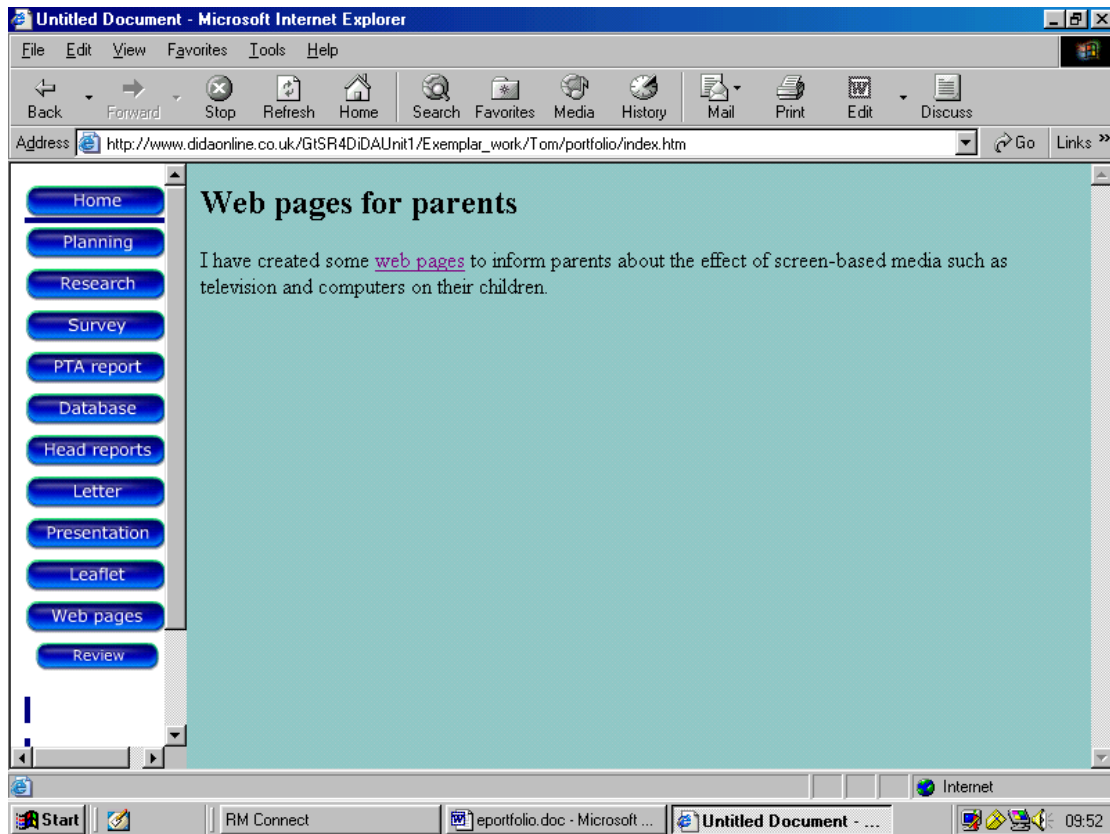 Untitled Document - Microsoft Internet Explorer
File Edit View Favorites Tools Help
Back Forward Stop Refresh Home Search Favorites Media History Mail Print Edit Discuss
Address http://www.didaonline.co.uk/GtSR4DiDAUnit1/Exemplar_work/Tom/portfolio/index.htm Go Links »
Home
Planning
Research
Survey
PTA report
Database
Head reports
Letter
Presentation
Leaflet
Web pages
Review
Web pages for parents
I have created some web pages to inform parents about the effect of screen-based media such as
television and computers on their children.
Internet
Start RM Connect eportfolio.doc - Microsoft ... Untitled Document - ... 09:52